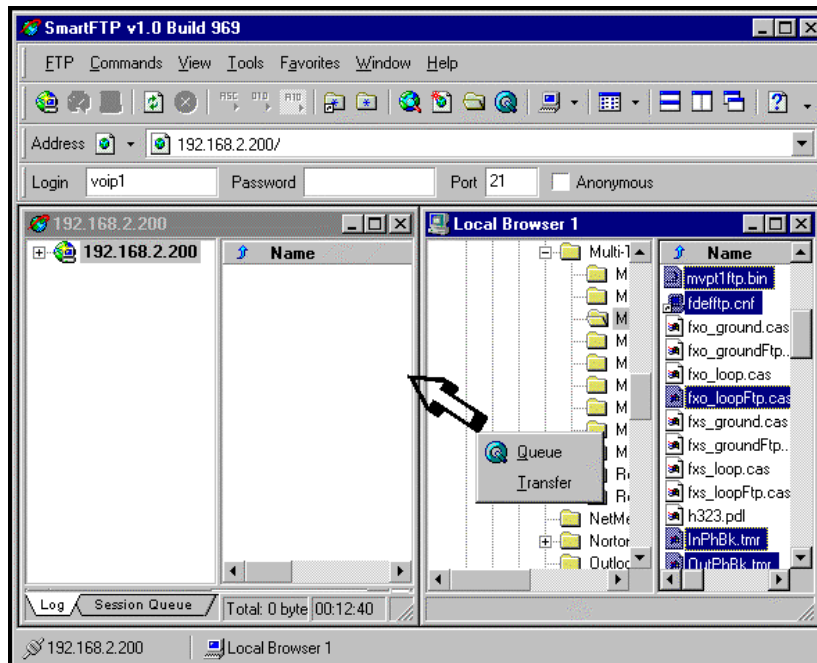 SmartFTP v1.0 Build 969
FTP Commands View Tools Favorites Window Help
ASC 010 A10
Address 192.168.2.200/
Login voip1 Password Port 21 Anonymous
192.168.2.200
192.168.2.200
Name
Local Browser 1
Multi-T
M
M
M
M
M
M
M
M
M
R
R
NetMe
Norton
Outloc
Name
mvpt1ftp.bin
fdefftp.cnf
fxo_ground.cas
fxo_groundFtp..
fxo_loop.cas
fxo_loopFtp.cas
fxs_ground.cas
fxs_groundFtp..
fxs_loop.cas
fxs_loopFtp.cas
h323.pdl
InPhBk.tmr
OutPhBk.tmr
Queue
Transfer
Log Session Queue Total: 0 byte 00:12:40
192.168.2.200 Local Browser 1